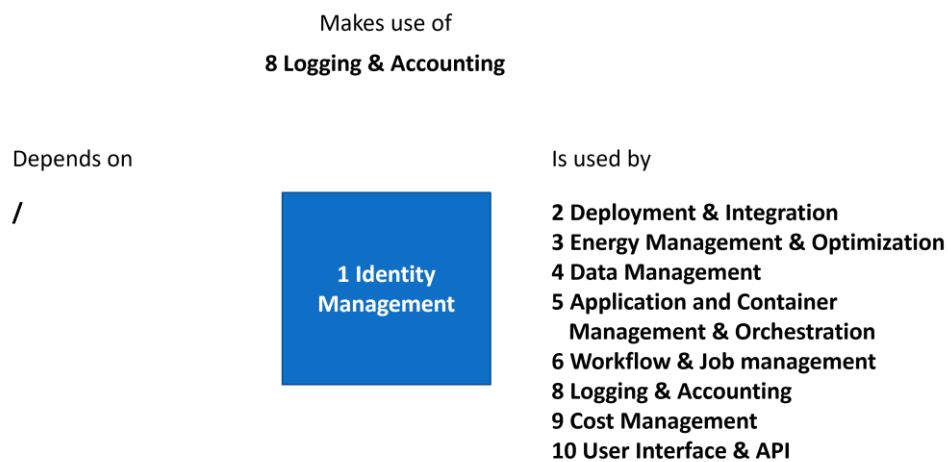 Makes use of
8 Logging & Accounting
Depends on
/
1 Identity
Management
Is used by
2 Deployment & Integration
3 Energy Management & Optimization
4 Data Management
5 Application and Container
Management & Orchestration
6 Workflow & Job management
8 Logging & Accounting
9 Cost Management
10 User Interface & API